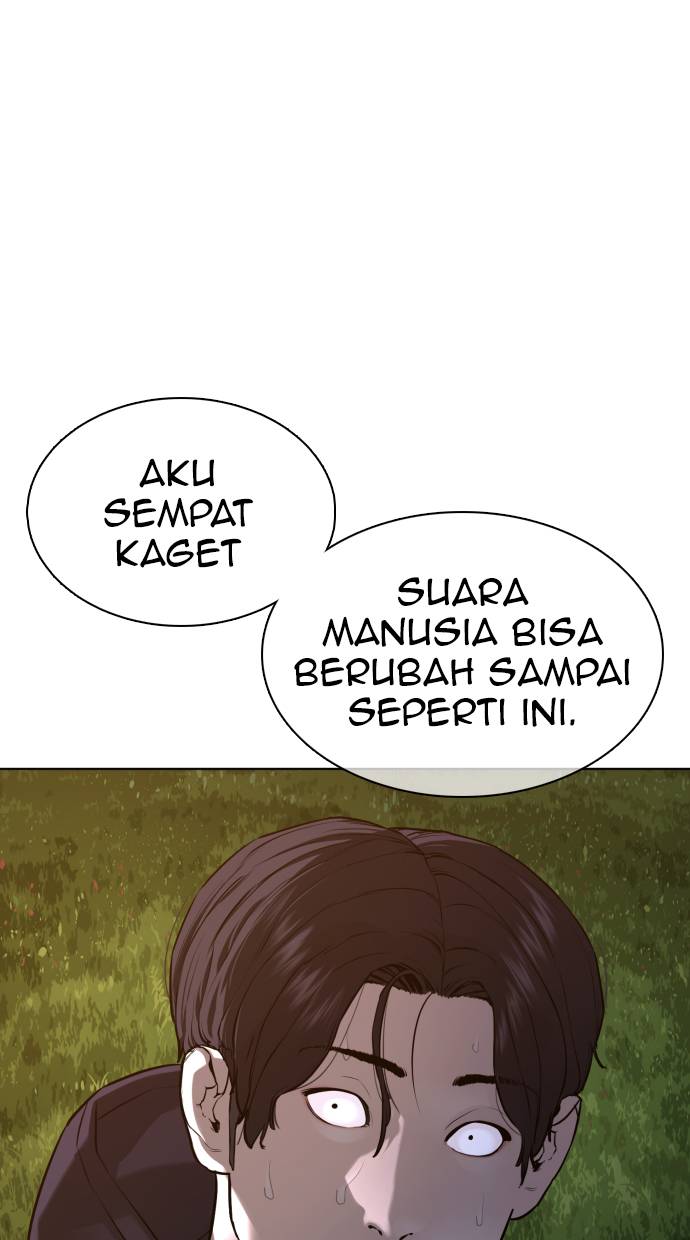 AKU
SEMPAT
KAGET
SUARA
MANUSIA BISA
BERUBAH SAMPAI
SEPERTI INI.